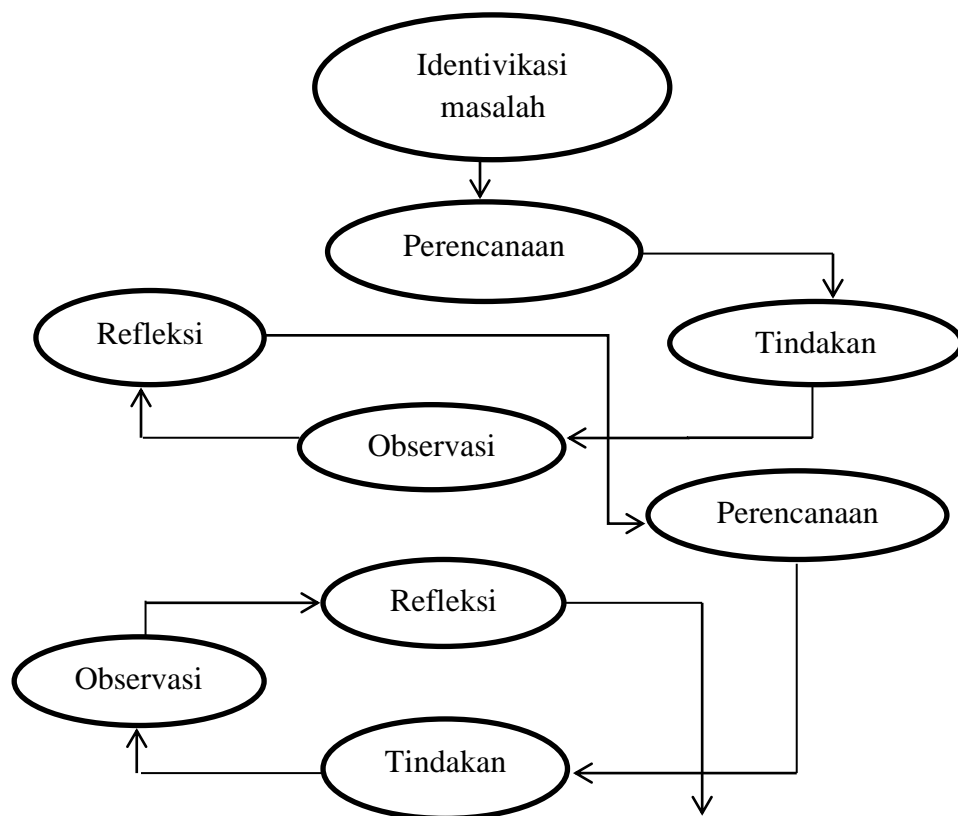 Identivikasi
masalah
Perencanaan
Tindakan
Observasi
Refleksi
Perencanaan
Tindakan
Observasi
Refleksi